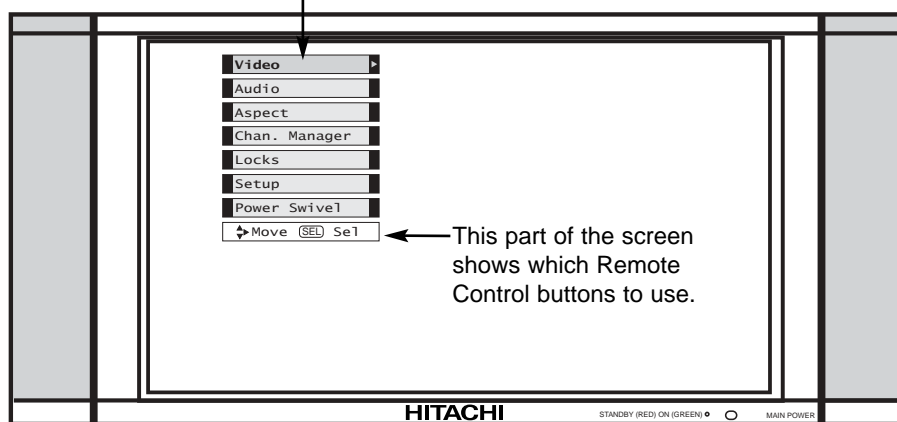 Video
Audio
Aspect
Chan. Manager
Locks
Setup
Power Swivel
Move SEL Sel
This part of the screen
shows which Remote
Control buttons to use.
HITACHI
STANDBY (RED) ON (GREEN)
MAIN POWER